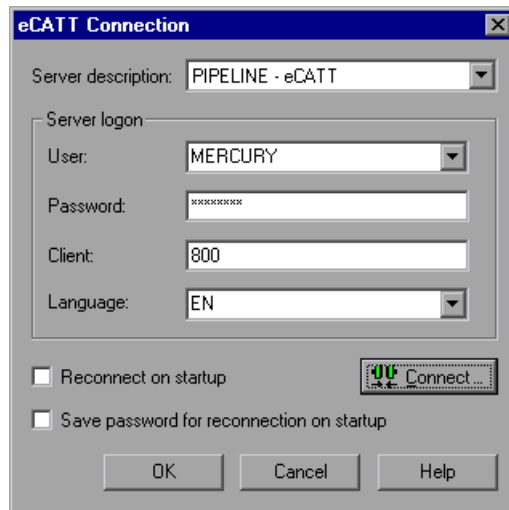 eCATT Connection
Server description: PIPELINE - eCATT
Server logon
User: MERCURY
Password: ********
Client: 800
Language: EN
Reconnect on startup
Connect...
Save password for reconnection on startup
OK Cancel Help